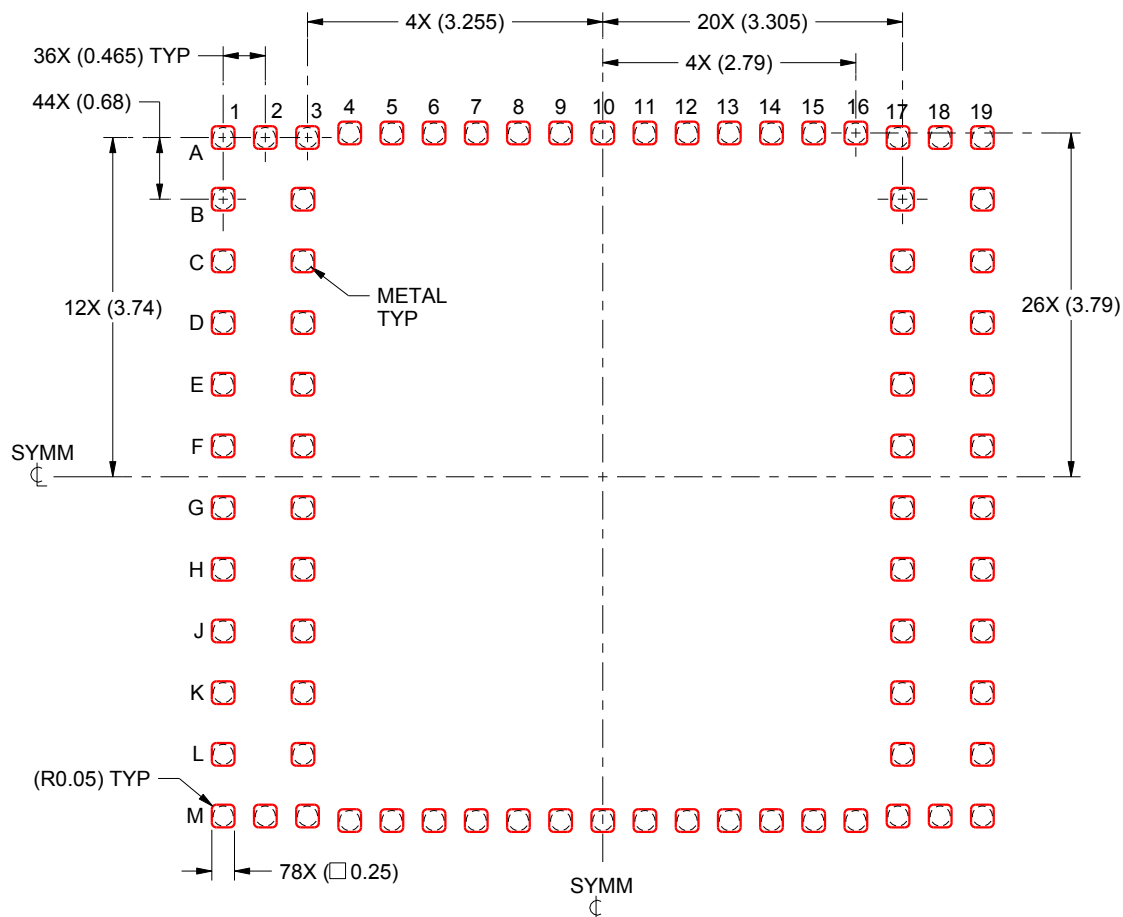 4X (3.255)
20X (3.305)
36X (0.465) TYP
4X (2.79)
44X (0.68)
1 2 3 4 5 6 7 8 9 10 11 12 13 14 15 16 17 18 19
A
B
C
METAL
TYP
12X (3.74)
26X (3.79)
D
E
F
SYMM
℄
G
H
J
K
L
(R0.05) TYP
M
78X (□ 0.25)
SYMM
℄